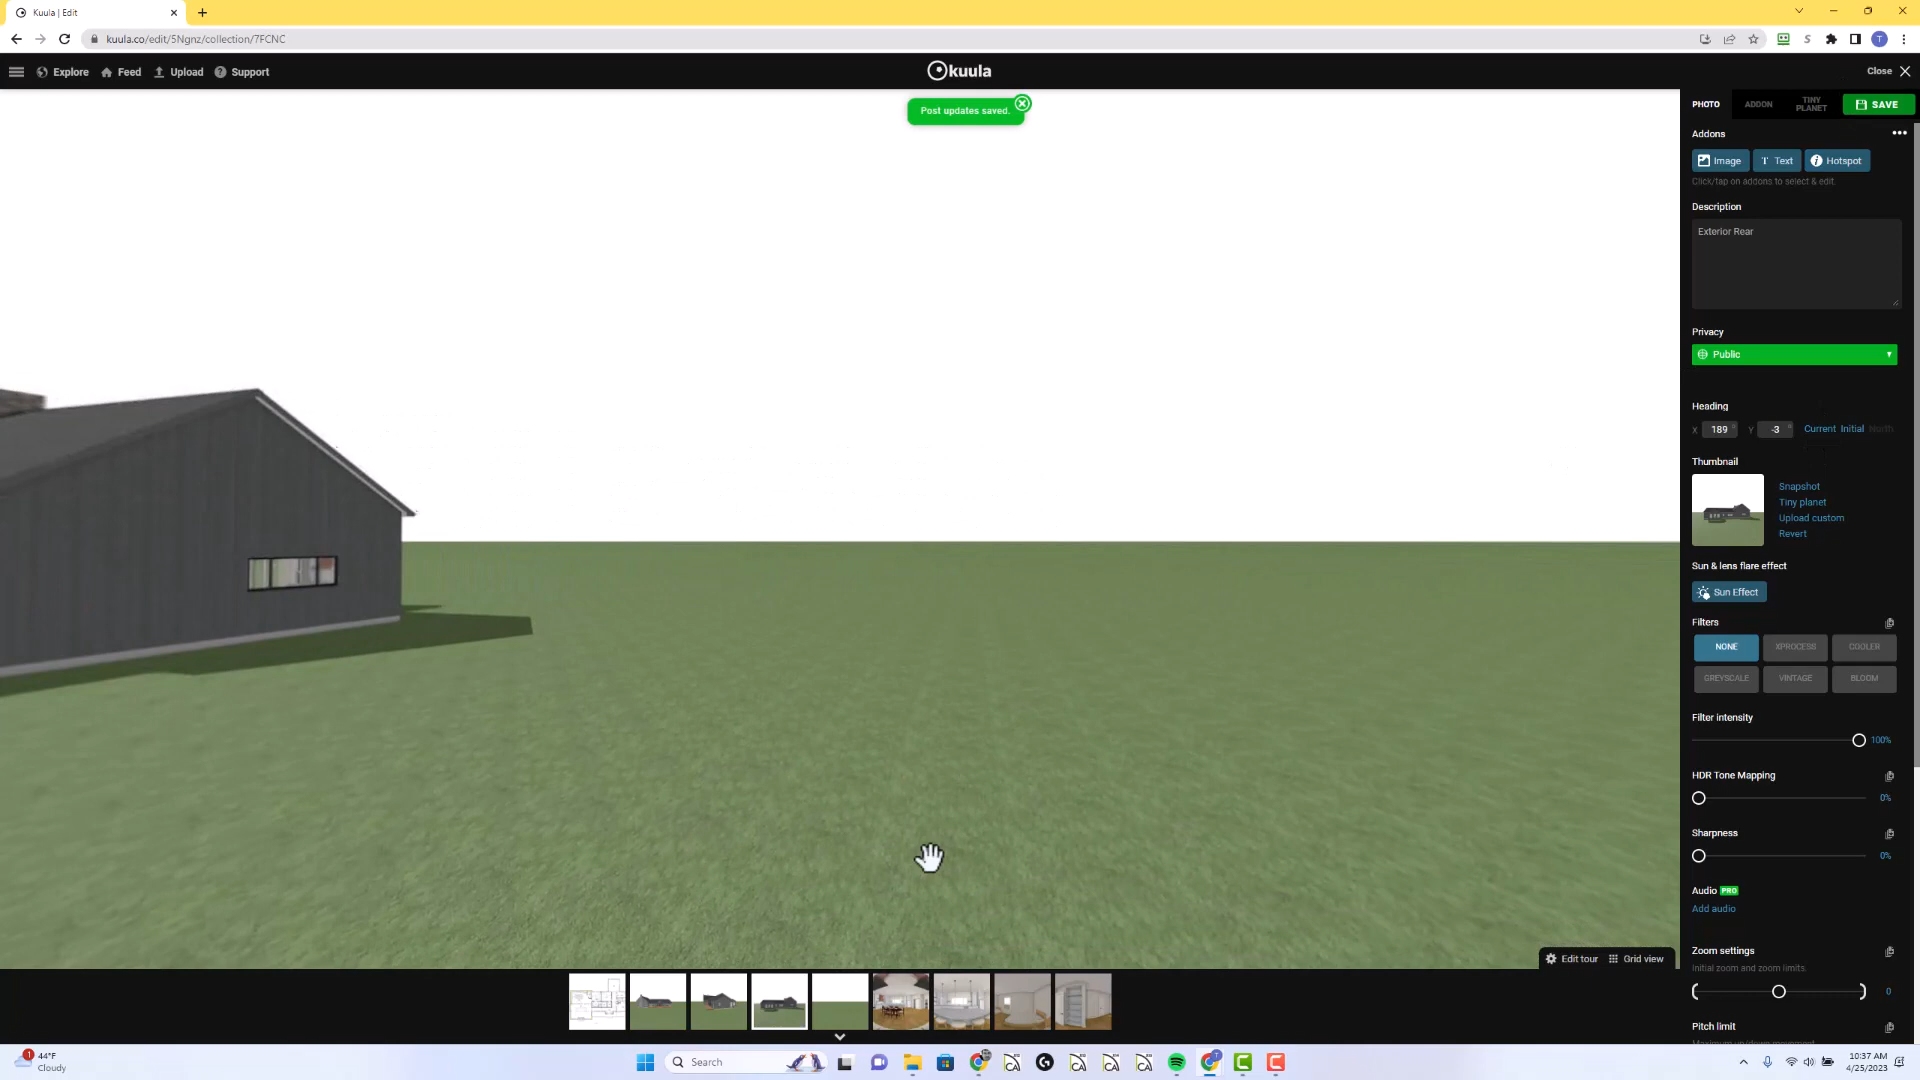 Kuula | Edit
kuula.co/edit/5Ngnz/collection/7FCNC
T
Explore
Feed
Upload
Support
kuula
Close
Post updates saved.
PHOTO
ADDON
TINY PLANET
SAVE
Addons
Image
Text
Hotspot
Click/tap on addons to select & edit.
Description
Exterior Rear
Privacy
Public
Heading
X 189 ° Y -3 ° Current Initial North
Thumbnail
Snapshot
Tiny planet
Upload custom
Revert
Sun & lens flare effect
Sun Effect
Filters
NONE
XPROCESS
COOLER
GREYSCALE
VINTAGE
BLOOM
Filter intensity
100%
HDR Tone Mapping
0%
Sharpness
0%
Audio PRO
Add audio
Zoom settings
Initial zoom and zoom limits.
0
Pitch limit
Edit tour
Grid view
1
44°F
Cloudy
Search
10:37 AM
4/25/2023